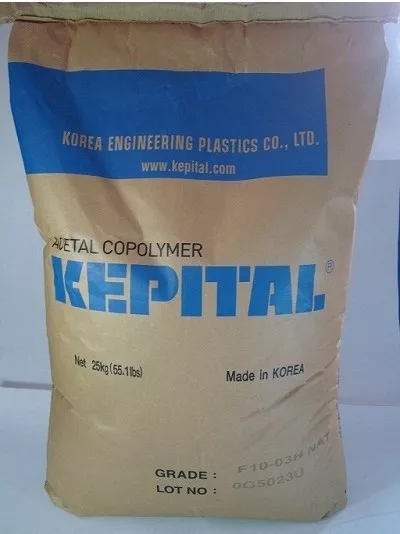 KOREA ENGINEERING PLASTICS CO., LTD.
www.kepital.com
ACETAL COPOLYMER
KEPITAL®
Net 25kg(55.1lbs)
Made in KOREA
GRADE : F10-03H NAT
LOT NO : 0G5023U